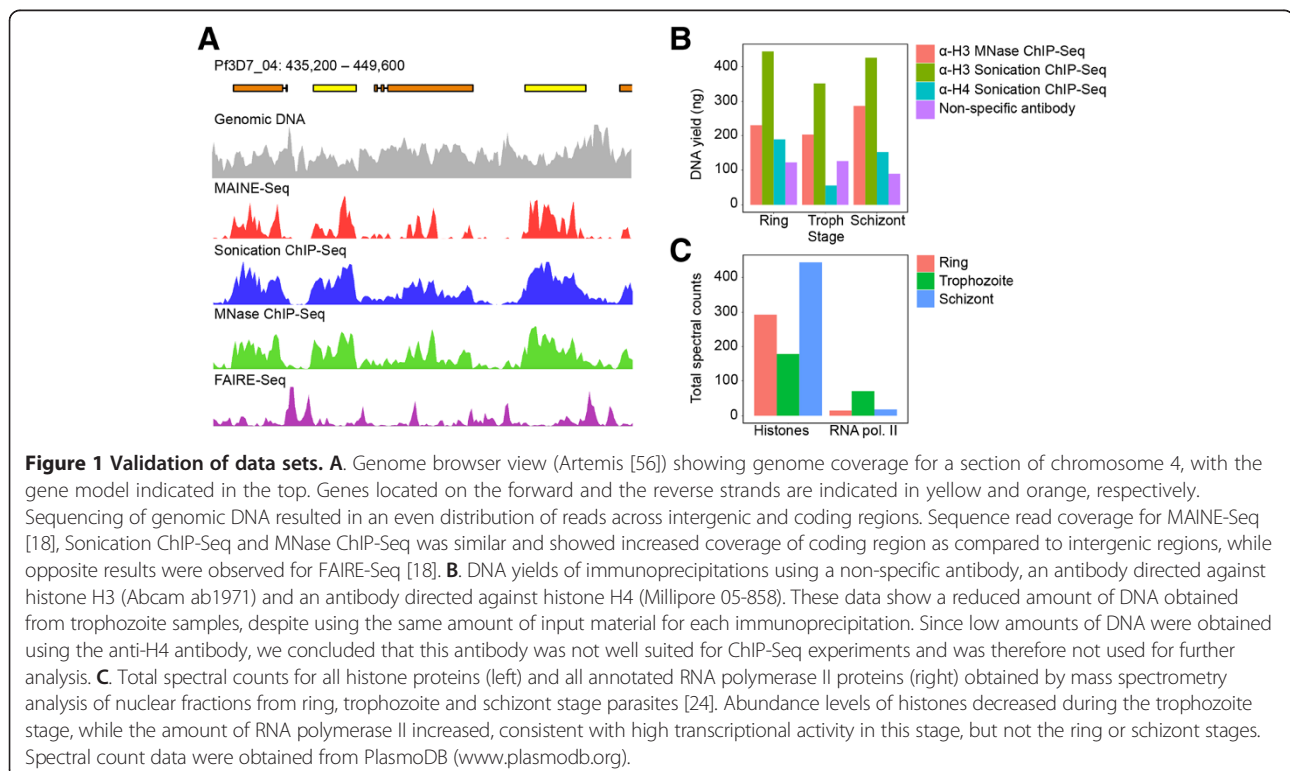 A
Pf3D7_04: 435,200 – 449,600
Genomic DNA
MAINE-Seq
Sonication ChIP-Seq
MNase ChIP-Seq
FAIRE-Seq
B
DNA yield (ng)
400
300
200
100
0
Ring
Troph
Schizont
Stage
α-H3 MNase ChIP-Seq
α-H3 Sonication ChIP-Seq
α-H4 Sonication ChIP-Seq
Non-specific antibody
C
Total spectral counts
400
300
200
100
0
Histones
RNA pol. II
Ring
Trophozoite
Schizont
Figure 1 Validation of data sets. A. Genome browser view (Artemis [56]) showing genome coverage for a section of chromosome 4, with the
gene model indicated in the top. Genes located on the forward and the reverse strands are indicated in yellow and orange, respectively.
Sequencing of genomic DNA resulted in an even distribution of reads across intergenic and coding regions. Sequence read coverage for MAINE-Seq
[18], Sonication ChIP-Seq and MNase ChIP-Seq was similar and showed increased coverage of coding region as compared to intergenic regions, while
opposite results were observed for FAIRE-Seq [18]. B. DNA yields of immunoprecipitations using a non-specific antibody, an antibody directed against
histone H3 (Abcam ab1971) and an antibody directed against histone H4 (Millipore 05-858). These data show a reduced amount of DNA obtained
from trophozoite samples, despite using the same amount of input material for each immunoprecipitation. Since low amounts of DNA were obtained
using the anti-H4 antibody, we concluded that this antibody was not well suited for ChIP-Seq experiments and was therefore not used for further
analysis. C. Total spectral counts for all histone proteins (left) and all annotated RNA polymerase II proteins (right) obtained by mass spectrometry
analysis of nuclear fractions from ring, trophozoite and schizont stage parasites [24]. Abundance levels of histones decreased during the trophozoite
stage, while the amount of RNA polymerase II increased, consistent with high transcriptional activity in this stage, but not the ring or schizont stages.
Spectral count data were obtained from PlasmoDB (www.plasmodb.org).